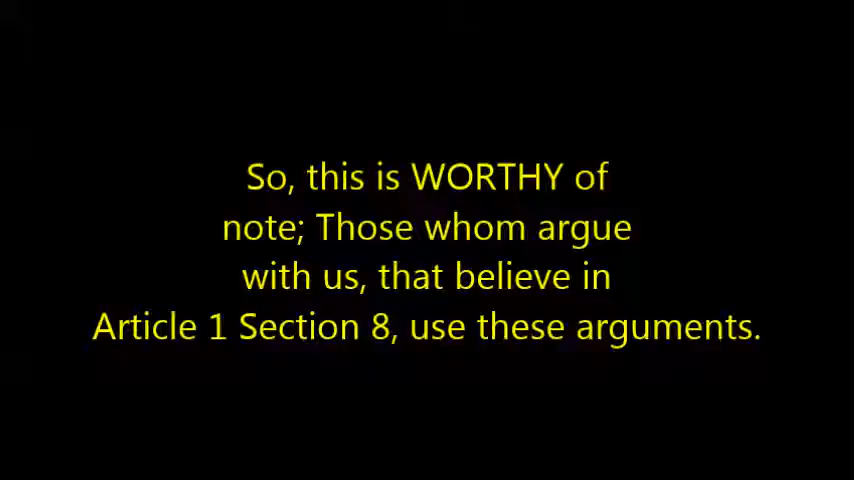 So, this is WORTHY of
note; Those whom argue
with us, that believe in
Article 1 Section 8, use these arguments.